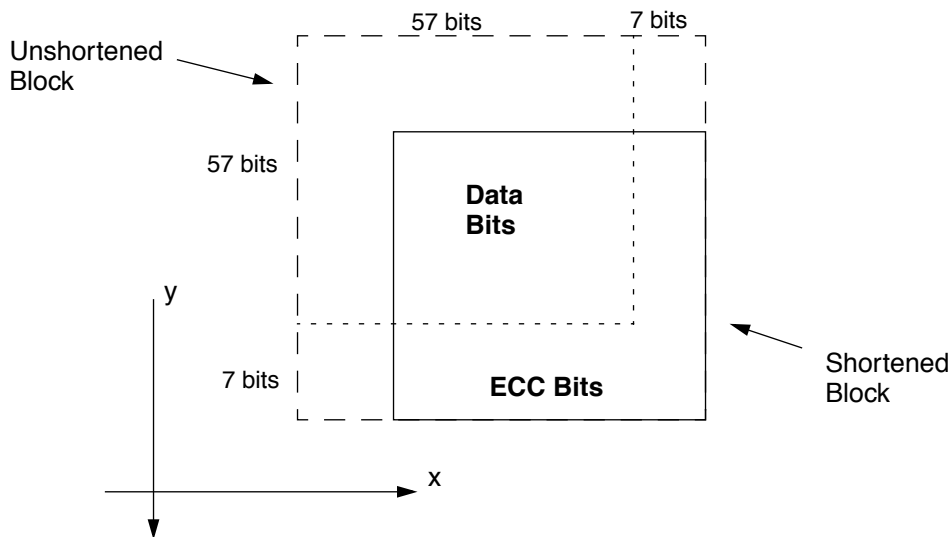 57 bits
7 bits
Unshortened
Block
57 bits
Data
Bits
y
7 bits
ECC Bits
Shortened
Block
x